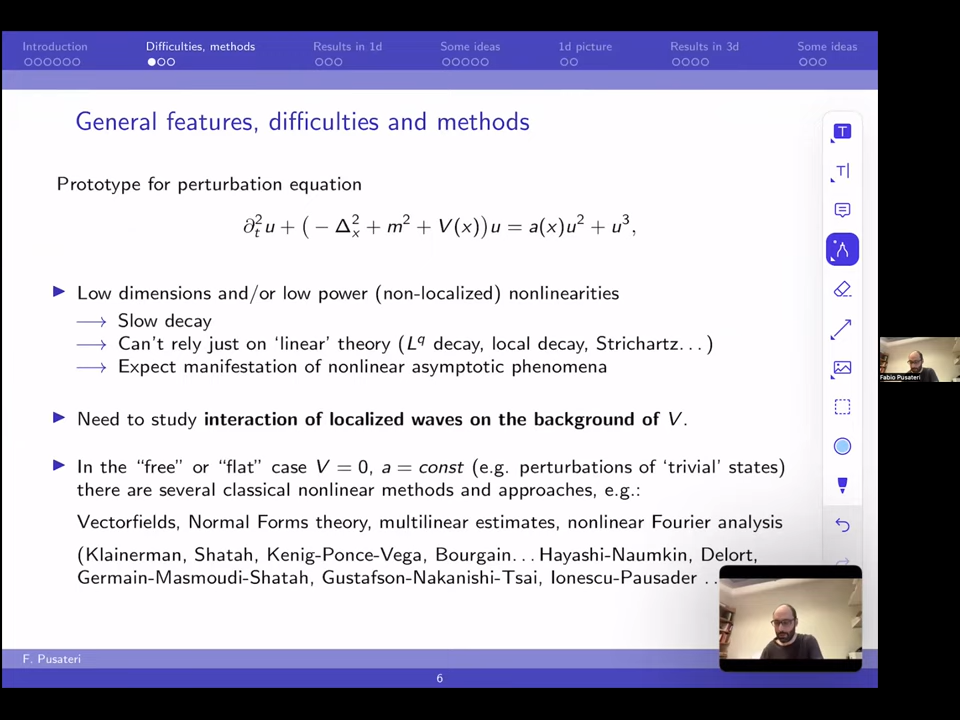 Introduction
Difficulties, methods
Results in 1d
Some ideas
1d picture
Results in 3d
Some ideas
General features, difficulties and methods
Prototype for perturbation equation
∂²ₜu + (− Δ²ₓ + m² + V(x))u = a(x)u² + u³,
▶ Low dimensions and/or low power (non-localized) nonlinearities
⟶ Slow decay
⟶ Can't rely just on 'linear' theory (L^q decay, local decay, Strichartz...)
⟶ Expect manifestation of nonlinear asymptotic phenomena
▶ Need to study interaction of localized waves on the background of V.
▶ In the “free” or “flat” case V = 0, a = const (e.g. perturbations of ‘trivial’ states)
there are several classical nonlinear methods and approaches, e.g.:
Vectorfields, Normal Forms theory, multilinear estimates, nonlinear Fourier analysis
(Klainerman, Shatah, Kenig-Ponce-Vega, Bourgain... Hayashi-Naumkin, Delort,
Germain-Masmoudi-Shatah, Gustafson-Nakanishi-Tsai, Ionescu-Pausader ..
F. Pusateri
6
T
T
Fabio Pusateri